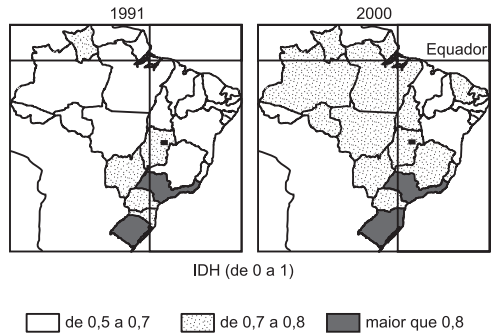 1991
2000
Equador
IDH (de 0 a 1)
de 0,5 a 0,7
de 0,7 a 0,8
maior que 0,8